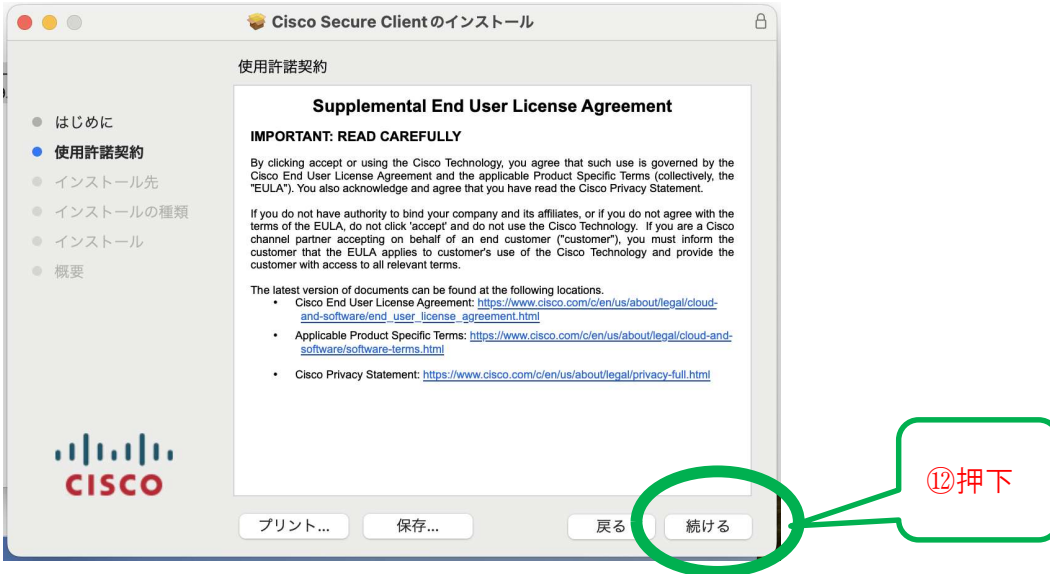 Cisco Secure Clientのインストール
使用許諾契約
はじめに
使用許諾契約
インストール先
インストールの種類
インストール
概要
CISCO
Supplemental End User License Agreement
IMPORTANT: READ CAREFULLY
By clicking accept or using the Cisco Technology, you agree that such use is governed by the
Cisco End User License Agreement and the applicable Product Specific Terms (collectively, the
"EULA"). You also acknowledge and agree that you have read the Cisco Privacy Statement.
If you do not have authority to bind your company and its affiliates, or if you do not agree with the
terms of the EULA, do not click 'accept' and do not use the Cisco Technology. If you are a Cisco
channel partner accepting on behalf of an end customer ("customer"), you must inform the
customer that the EULA applies to customer's use of the Cisco Technology and provide the
customer with access to all relevant terms.
The latest version of documents can be found at the following locations.
• Cisco End User License Agreement: https://www.cisco.com/c/en/us/about/legal/cloud-
and-software/end_user_license_agreement.html
• Applicable Product Specific Terms: https://www.cisco.com/c/en/us/about/legal/cloud-and-
software/software-terms.html
• Cisco Privacy Statement: https://www.cisco.com/c/en/us/about/legal/privacy-full.html
プリント...
保存...
戻る
続ける
⑫押下